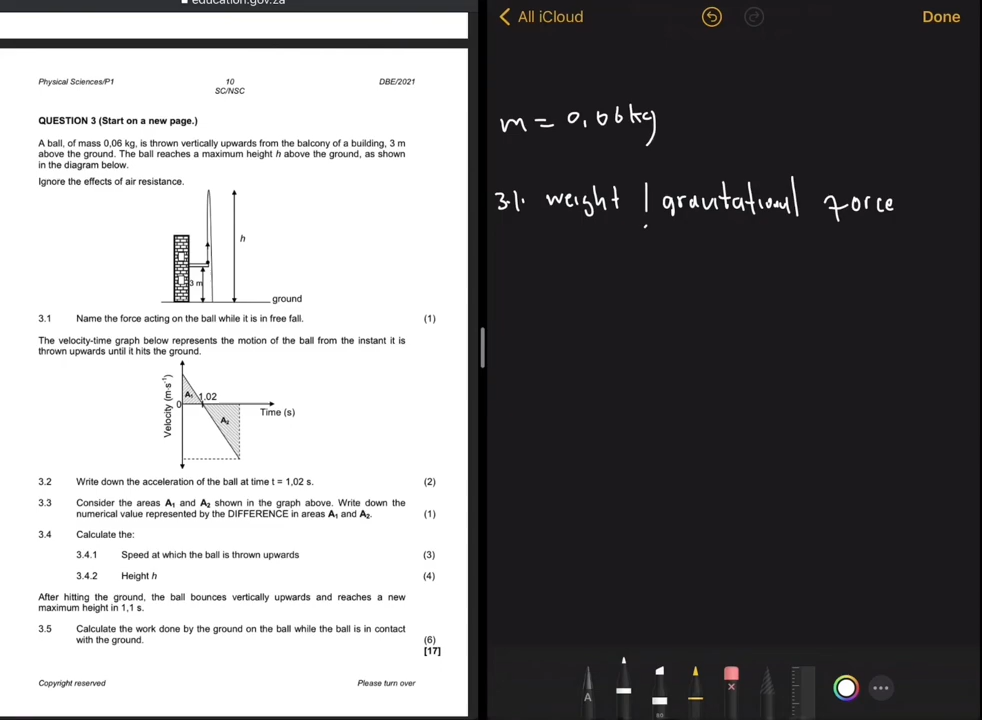 education.gov.za
All iCloud
Done
Physical Sciences/P1
10
DBE/2021
SC/NSC
QUESTION 3 (Start on a new page.)
A ball, of mass 0,06 kg, is thrown vertically upwards from the balcony of a building, 3 m
above the ground. The ball reaches a maximum height h above the ground, as shown
in the diagram below.
Ignore the effects of air resistance.
h
3 m
ground
3.1 Name the force acting on the ball while it is in free fall. (1)
The velocity-time graph below represents the motion of the ball from the instant it is
thrown upwards until it hits the ground.
Velocity (m·s⁻¹)
A₁
1,02
0
Time (s)
A₂
3.2 Write down the acceleration of the ball at time t = 1,02 s. (2)
3.3 Consider the areas A₁ and A₂ shown in the graph above. Write down the
numerical value represented by the DIFFERENCE in areas A₁ and A₂. (1)
3.4 Calculate the:
3.4.1 Speed at which the ball is thrown upwards (3)
3.4.2 Height h (4)
After hitting the ground, the ball bounces vertically upwards and reaches a new
maximum height in 1,1 s.
3.5 Calculate the work done by the ground on the ball while the ball is in contact
with the ground. (6)
[17]
Copyright reserved
Please turn over
m = 0,06kg
3.1. weight | gravitational force
A
80